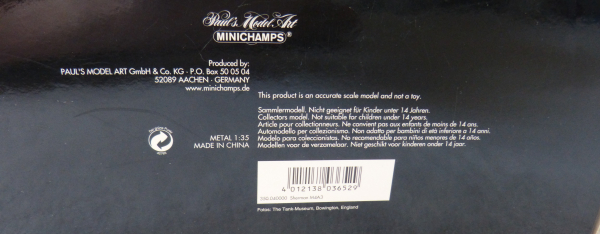 Paul's Model Art
MINICHAMPS®
Produced by:
PAUL'S MODEL ART GmbH & Co. KG · P.O. Box 50 05 04
52089 AACHEN · GERMANY
www.minichamps.de
This product is an accurate scale model and not a toy.
Sammlermodell. Nicht geeignet für Kinder unter 14 Jahren.
Collectors model. Not suitable for children under 14 years.
Article pour collectionneurs. Ne convient pas aux enfants de moins de 14 ans.
Automodello per collezionismo. Non adatto per bambini di età inferiore a 14 anni.
Modelo para coleccionistas. No recomendable para niños menores de 14 años.
Modellen voor de verzamelaar. Niet geschikt voor kinderen onder 14 jaar.
METAL 1:35
MADE IN CHINA
4 012138 036529
Sherman
Fotos: The Tank Museum, Bovington, England